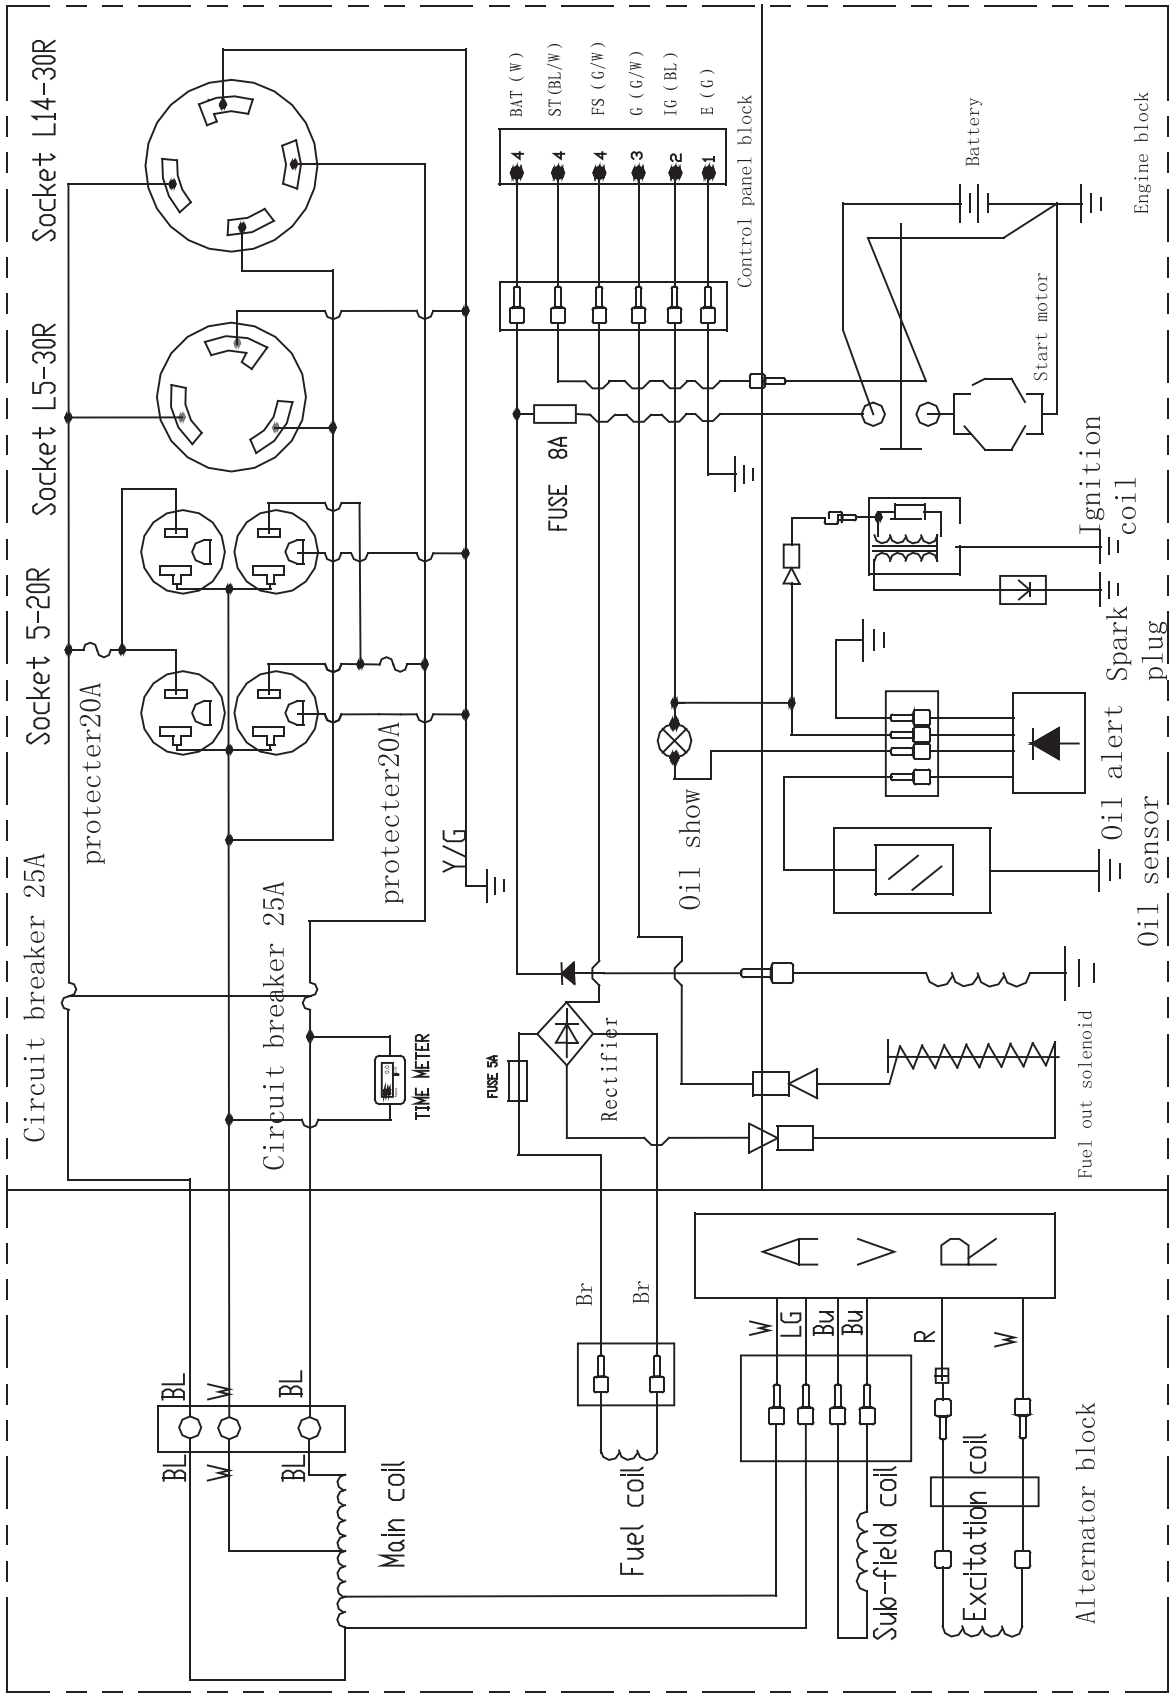 Socket L14-30R
Socket L5-30R
Socket 5-20R
protecter20A
protecter20A
Circuit breaker 25A
Circuit breaker 25A
Y/G
TIME METER
BAT (W)
ST(BL/W)
FS (G/W)
G (G/W)
IG (BL)
E (G)
4
4
4
3
2
1
Control panel block
FUSE 8A
Oil show
FUSE 5A
Rectifier
Battery
Engine block
Start motor
Ignition
coil
Spark
plug
Oil alert
Oil sensor
Fuel out solenoid
BL
W
BL
BL
W
BL
Main coil
Br
Br
Fuel coil
A V R
W
LG
Bu
Bu
R
W
Sub-field coil
Excitation coil
Alternator block